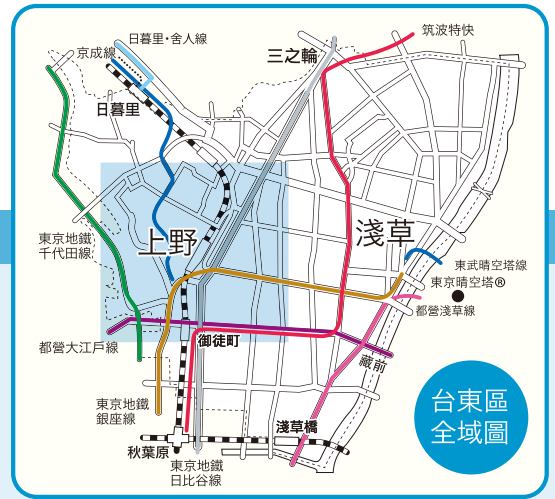 筑波特快
日暮里・舎人線
京成線
三之輪
日暮里
上野
淺草
東京地鐵
千代田線
東武晴空塔線
東京晴空塔®
都營淺草線
都營大江戶線
御徒町
藏前
東京地鐵
銀座線
淺草橋
秋葉原
東京地鐵
日比谷線
台東區
全域圖